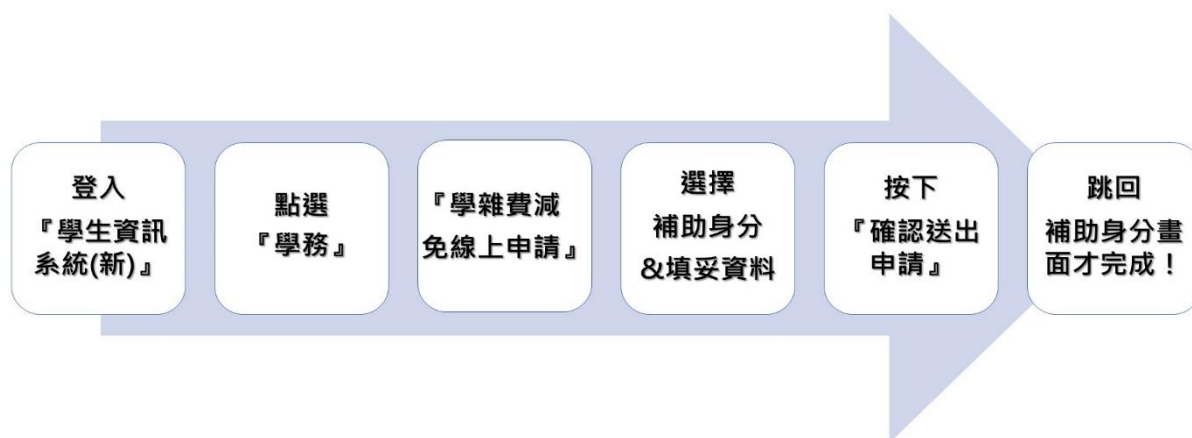 登入
『學生資訊
系統(新)』
點選
『學務』
『學雜費減
免線上申請』
選擇
補助身分
&填妥資料
按下
『確認送出
申請』
跳回
補助身分畫
面才完成！